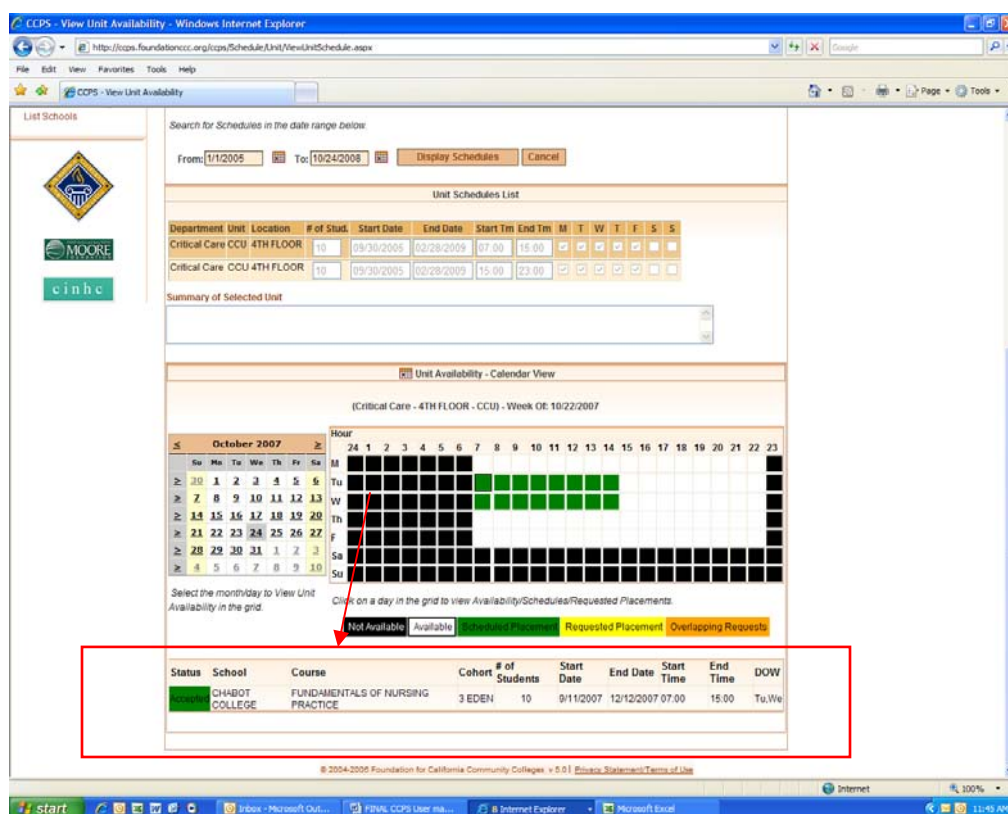 CCPS - View Unit Availability - Windows Internet Explorer
http://ccps.foundationccc.org/ccps/Schedule/Unit/ViewUnitSchedule.aspx
Google
File Edit View Favorites Tools Help
CCPS - View Unit Availability
Page Tools
List Schools
MOORE
cinhc
Search for Schedules in the date range below.
From: 1/1/2005 To: 10/24/2008 Display Schedules Cancel
Unit Schedules List
Department Unit Location # of Stud. Start Date End Date Start Tm End Tm M T W T F S S
Critical Care CCU 4TH FLOOR 10 09/30/2005 02/28/2009 07:00 15:00
Critical Care CCU 4TH FLOOR 10 09/30/2005 02/28/2009 15:00 23:00
Summary of Selected Unit
Unit Availability - Calendar View
(Critical Care - 4TH FLOOR - CCU) - Week Of: 10/22/2007
≤ October 2007 ≥
Su Mo Tu We Th Fr Sa
≥ 30 1 2 3 4 5 6
≥ 7 8 9 10 11 12 13
≥ 14 15 16 17 18 19 20
≥ 21 22 23 24 25 26 27
≥ 28 29 30 31 1 2 3
≥ 4 5 6 7 8 9 10
Select the month/day to View Unit
Availability in the grid.
Hour
24 1 2 3 4 5 6 7 8 9 10 11 12 13 14 15 16 17 18 19 20 21 22 23
M
Tu
W
Th
F
Sa
Su
Click on a day in the grid to view Availability/Schedules/Requested Placements.
Not Available Available Scheduled Placement Requested Placement Overlapping Requests
Status School Course Cohort # of Students Start Date End Date Start Time End Time DOW
Accepted CHABOT COLLEGE FUNDAMENTALS OF NURSING PRACTICE 3 EDEN 10 9/11/2007 12/12/2007 07:00 15:00 Tu,We
© 2004-2006 Foundation for California Community Colleges. v 5.0 | Privacy Statement/Terms of Use
Internet 100%
start Inbox - Microsoft Out... FINAL CCPS User ma... 8 Internet Explorer Microsoft Excel 11:45 AM